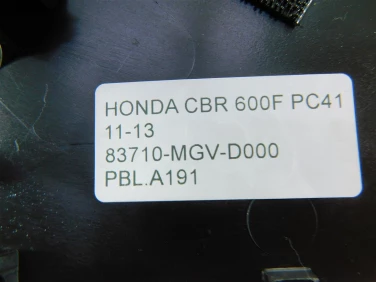 HONDA CBR 600F PC41
11-13
83710-MGV-D000
PBL.A191